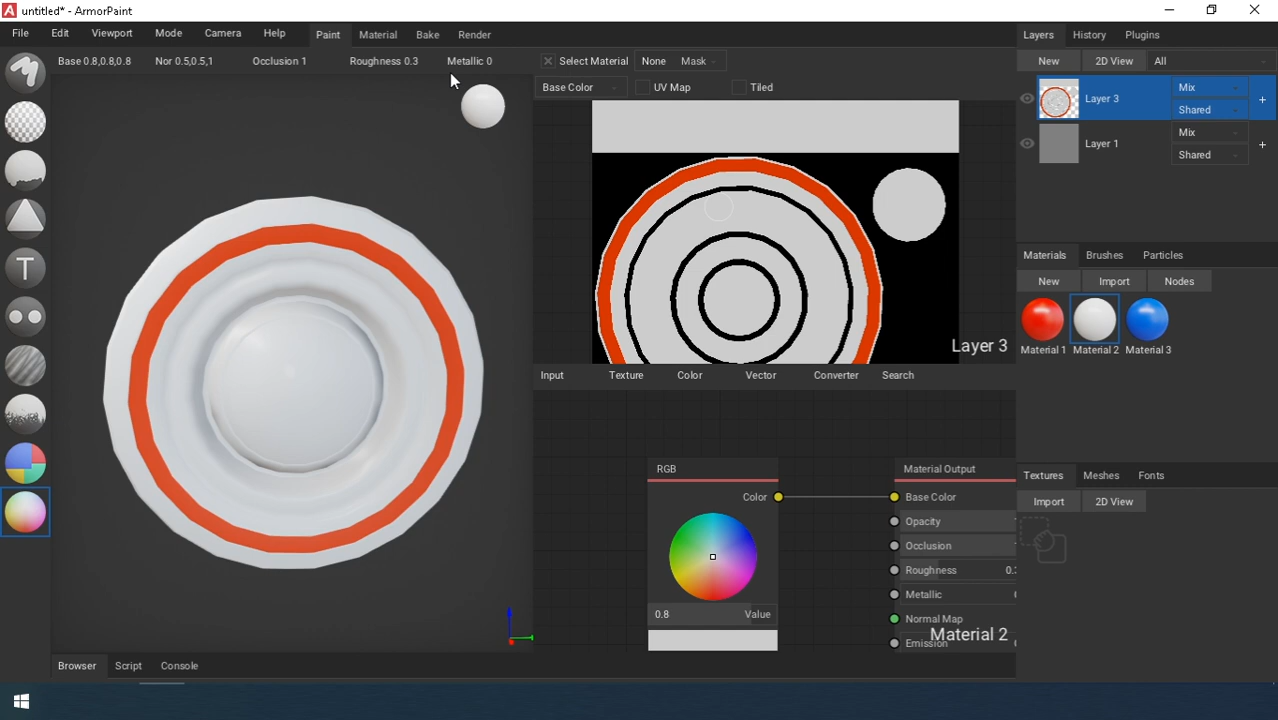 untitled* - ArmorPaint
File Edit Viewport Mode Camera Help Paint Material Bake Render
Layers History Plugins
Base 0.8,0.8,0.8 Nor 0.5,0.5,1 Occlusion 1 Roughness 0.3 Metallic 0
Select Material None Mask
New 2D View All
Base Color UV Map Tiled
Layer 3 Mix
Shared
Layer 1 Mix
Shared
Materials Brushes Particles
New Import Nodes
Material 1 Material 2 Material 3
Layer 3
Input Texture Color Vector Converter Search
T
RGB
Color
0.8 Value
Material Output
Base Color
Opacity
Occlusion
Roughness 0.3
Metallic
Normal Map
Emission
Material 2
Textures Meshes Fonts
Import 2D View
Browser Script Console